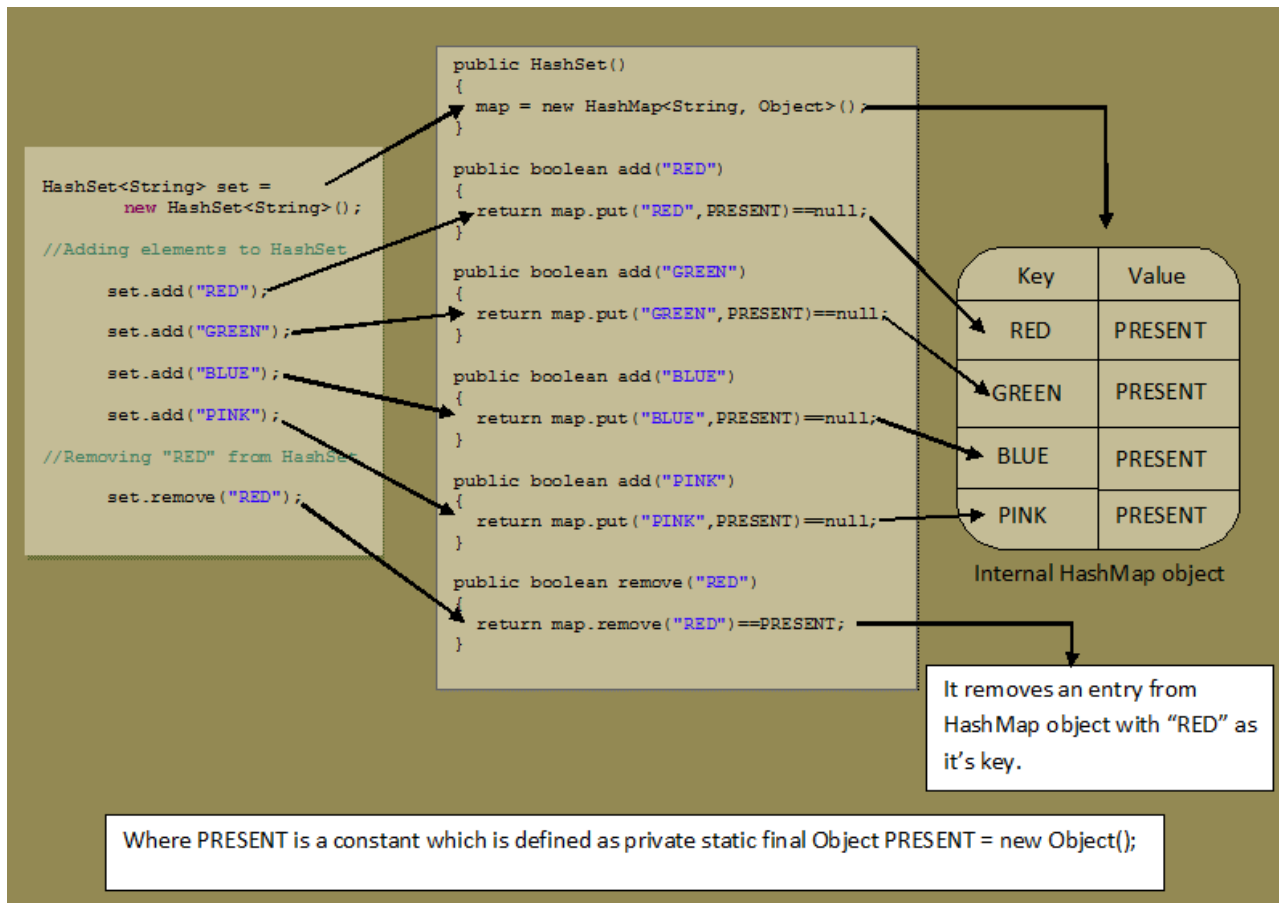 HashSet<String> set =
new HashSet<String>();
//Adding elements to HashSet
set.add("RED");
set.add("GREEN");
set.add("BLUE");
set.add("PINK");
//Removing "RED" from HashSet
set.remove("RED");
public HashSet()
{
map = new HashMap<String, Object>();
}
public boolean add("RED")
{
return map.put("RED",PRESENT)==null;
}
public boolean add("GREEN")
{
return map.put("GREEN",PRESENT)==null;
}
public boolean add("BLUE")
{
return map.put("BLUE",PRESENT)==null;
}
public boolean add("PINK")
{
return map.put("PINK",PRESENT)==null;
}
public boolean remove("RED")
{
return map.remove("RED")==PRESENT;
}
Key Value
RED PRESENT
GREEN PRESENT
BLUE PRESENT
PINK PRESENT
Internal HashMap object
It removes an entry from
HashMap object with “RED” as
it’s key.
Where PRESENT is a constant which is defined as private static final Object PRESENT = new Object();